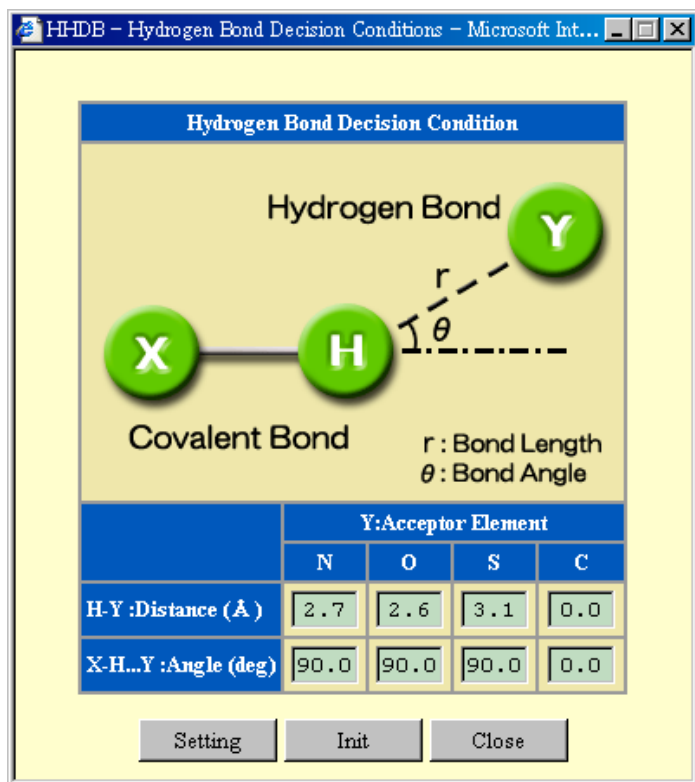 HHDB - Hydrogen Bond Decision Conditions - Microsoft Int...
Hydrogen Bond Decision Condition
Hydrogen Bond
Y
r
θ
X
H
Covalent Bond
r : Bond Length
θ : Bond Angle
Y:Acceptor Element
N O S C
H-Y :Distance (Å) 2.7 2.6 3.1 0.0
X-H...Y :Angle (deg) 90.0 90.0 90.0 0.0
Setting Init Close